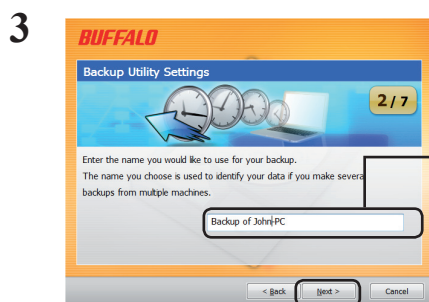 3
BUFFALO
Backup Utility Settings
2 / 7
Enter the name you would like to use for your backup.
The name you choose is used to identify your data if you make severa
backups from multiple machines.
Backup of John-PC
< Back
Next >
Cancel